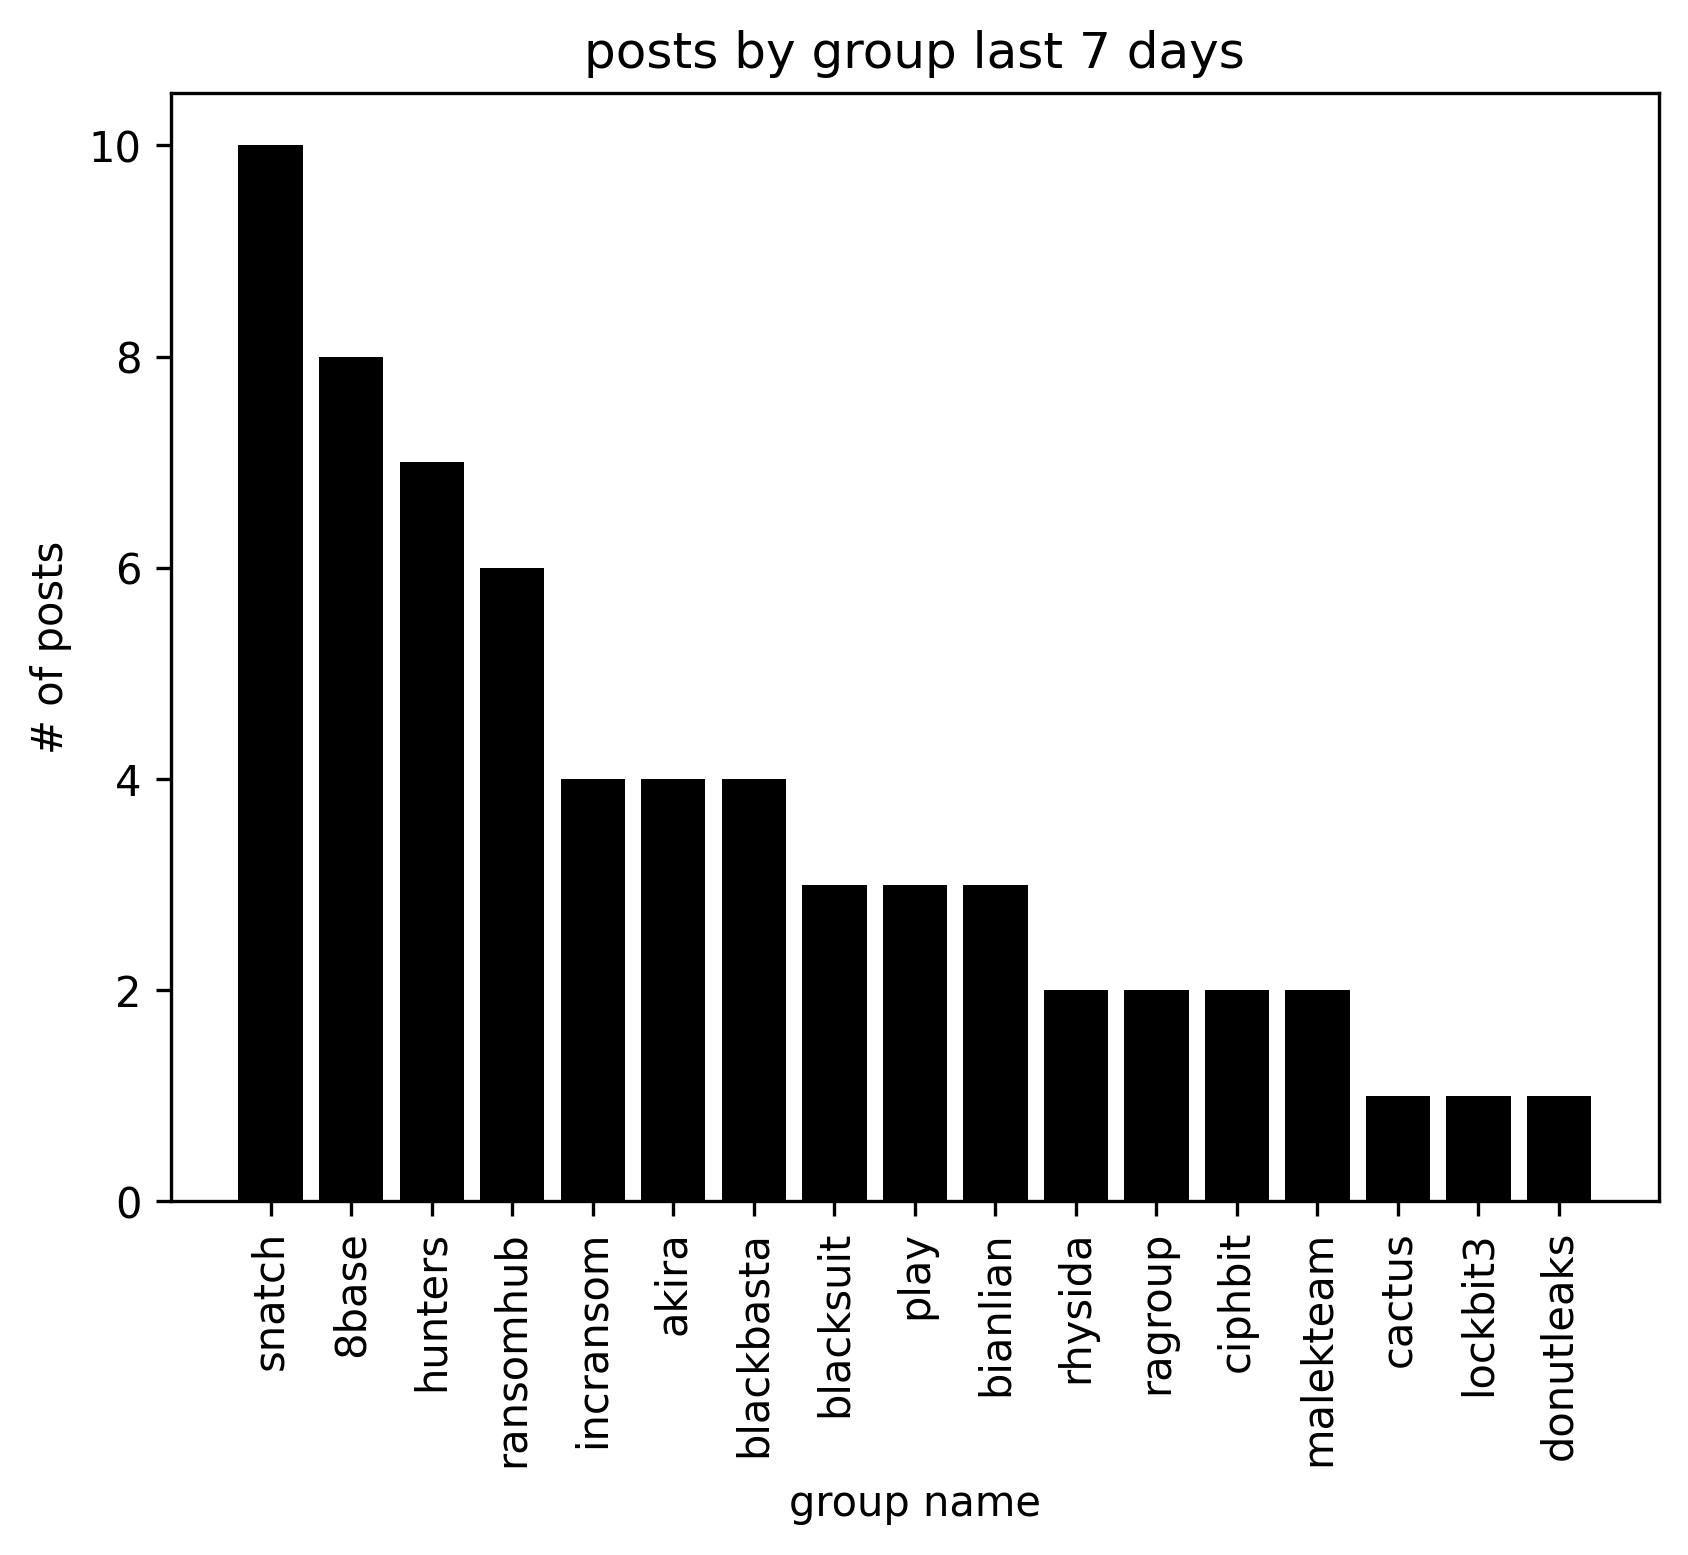 posts by group last 7 days
# of posts
10
8
6
4
2
0
snatch
8base
hunters
ransomhub
incransom
akira
blackbasta
blacksuit
play
bianlian
rhysida
ragroup
ciphbit
malekteam
cactus
lockbit3
donutleaks
group name